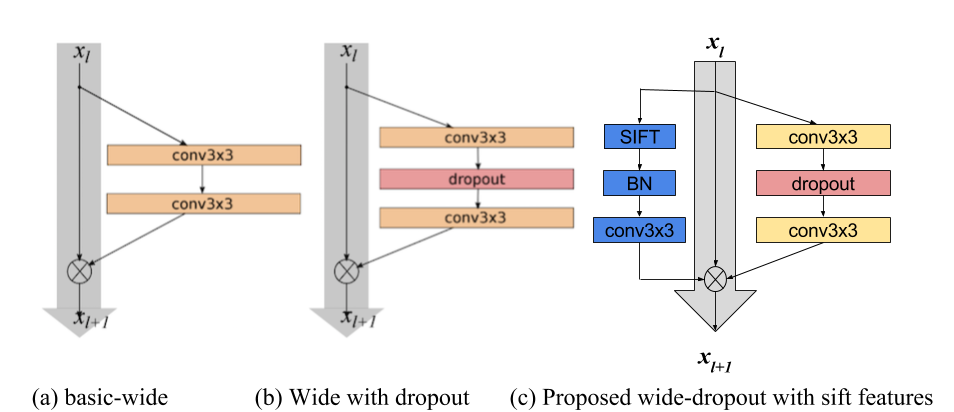 x_l
conv3x3
conv3x3
x_{l+1}
(a) basic-wide
x_l
conv3x3
dropout
conv3x3
x_{l+1}
(b) Wide with dropout
x_l
SIFT
BN
conv3x3
conv3x3
dropout
conv3x3
x_{l+1}
(c) Proposed wide-dropout with sift features